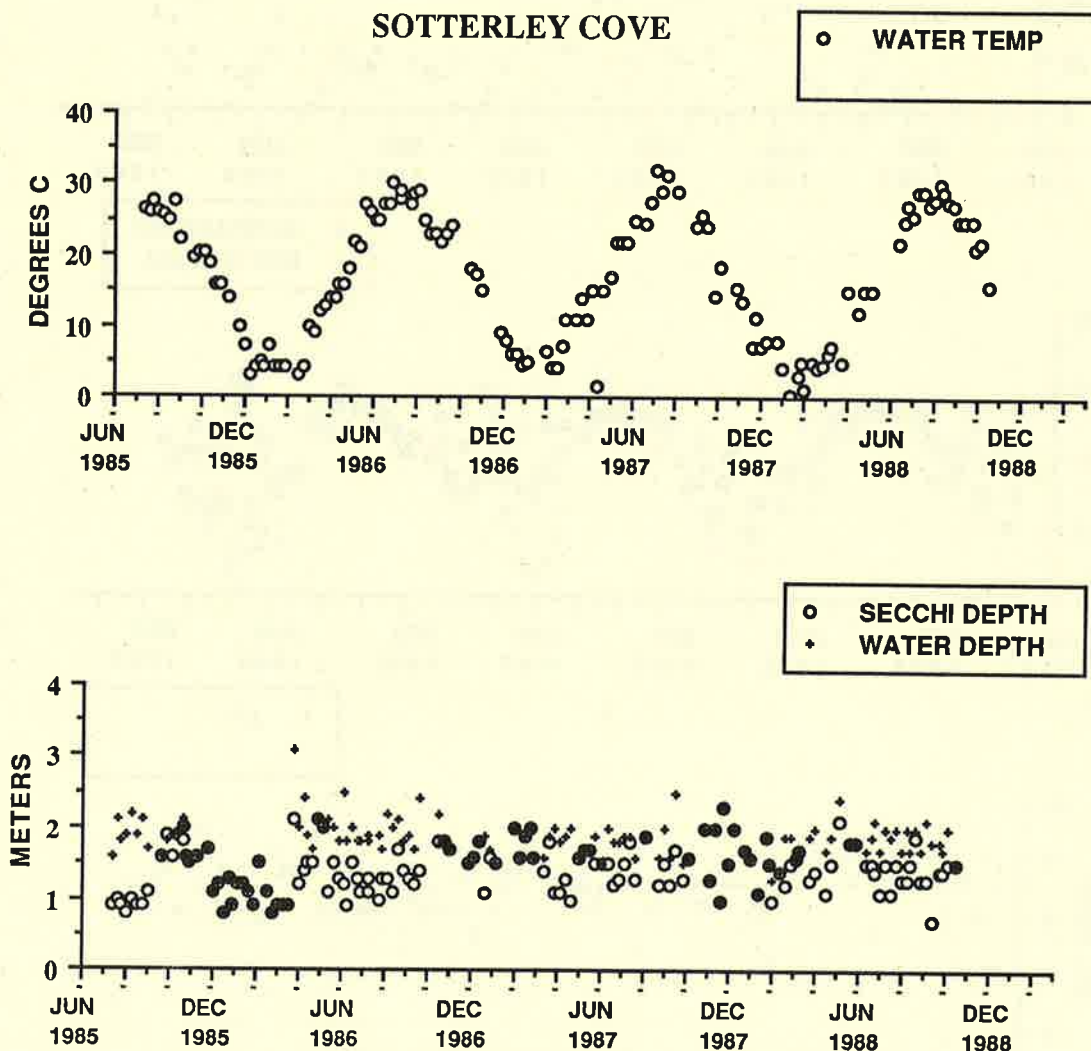 SOTTERLEY COVE
WATER TEMP
DEGREES C
40
30
20
10
0
JUN DEC JUN DEC JUN DEC JUN DEC
1985 1985 1986 1986 1987 1987 1988 1988
SECCHI DEPTH
WATER DEPTH
METERS
4
3
2
1
0
JUN DEC JUN DEC JUN DEC JUN DEC
1985 1985 1986 1986 1987 1987 1988 1988